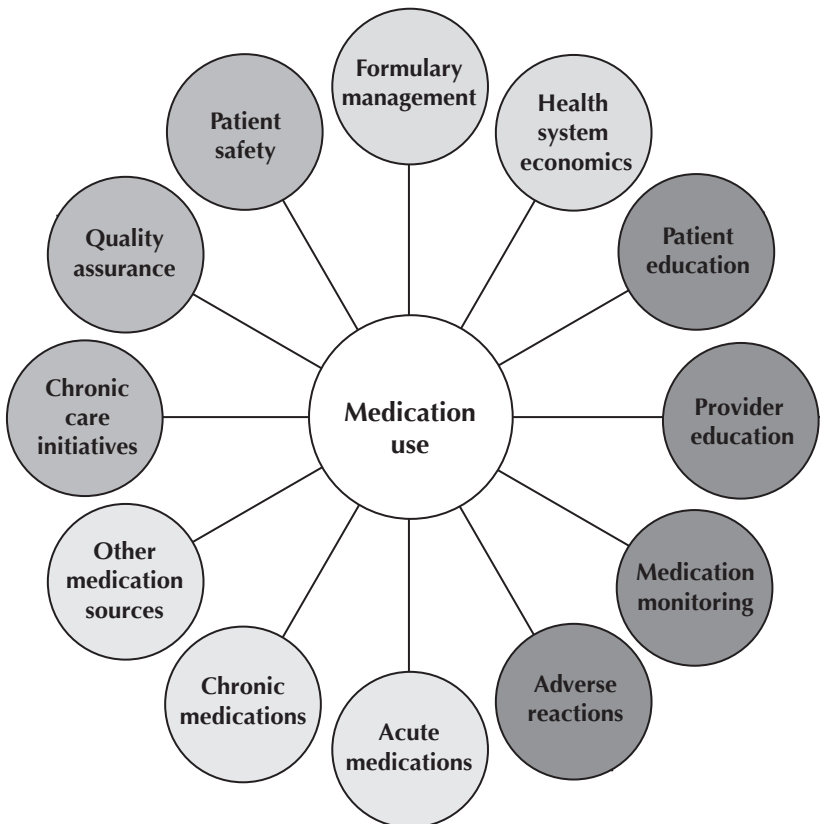 Formulary
management
Health
system
economics
Patient
education
Provider
education
Medication
monitoring
Adverse
reactions
Acute
medications
Chronic
medications
Other
medication
sources
Chronic
care
initiatives
Quality
assurance
Patient
safety
Medication
use